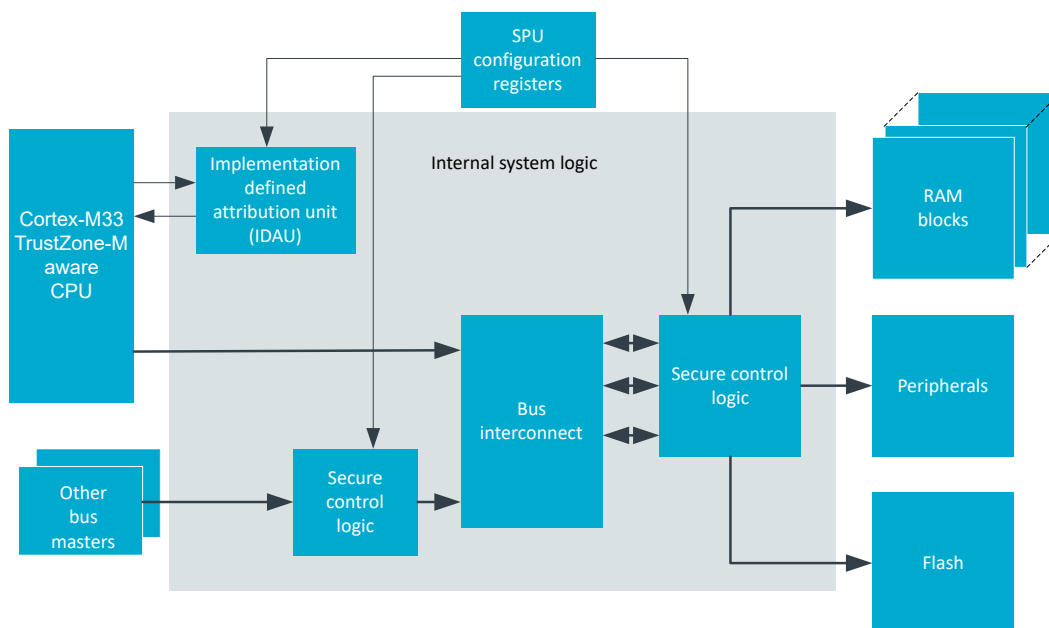 SPU
configuration
registers
Implementation
defined
attribution unit
(IDAU)
Internal system logic
RAM
blocks
Cortex-M33
TrustZone-M
aware
CPU
Secure control
logic
Peripherals
Bus
interconnect
Other
bus
masters
Secure
control
logic
Flash